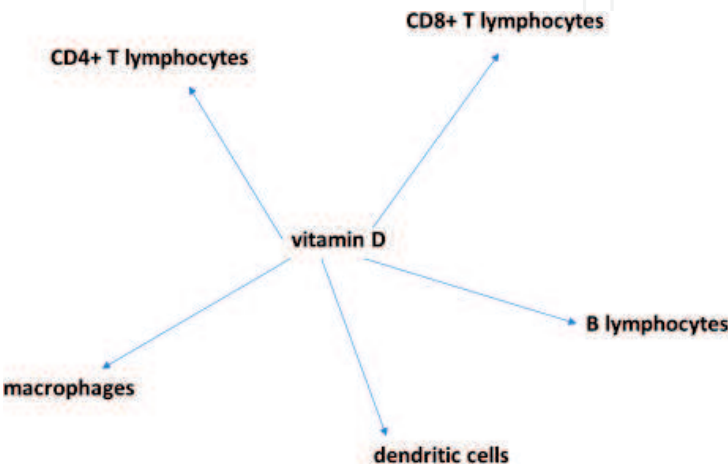 CD8+ T lymphocytes
CD4+ T lymphocytes
vitamin D
B lymphocytes
macrophages
dendritic cells